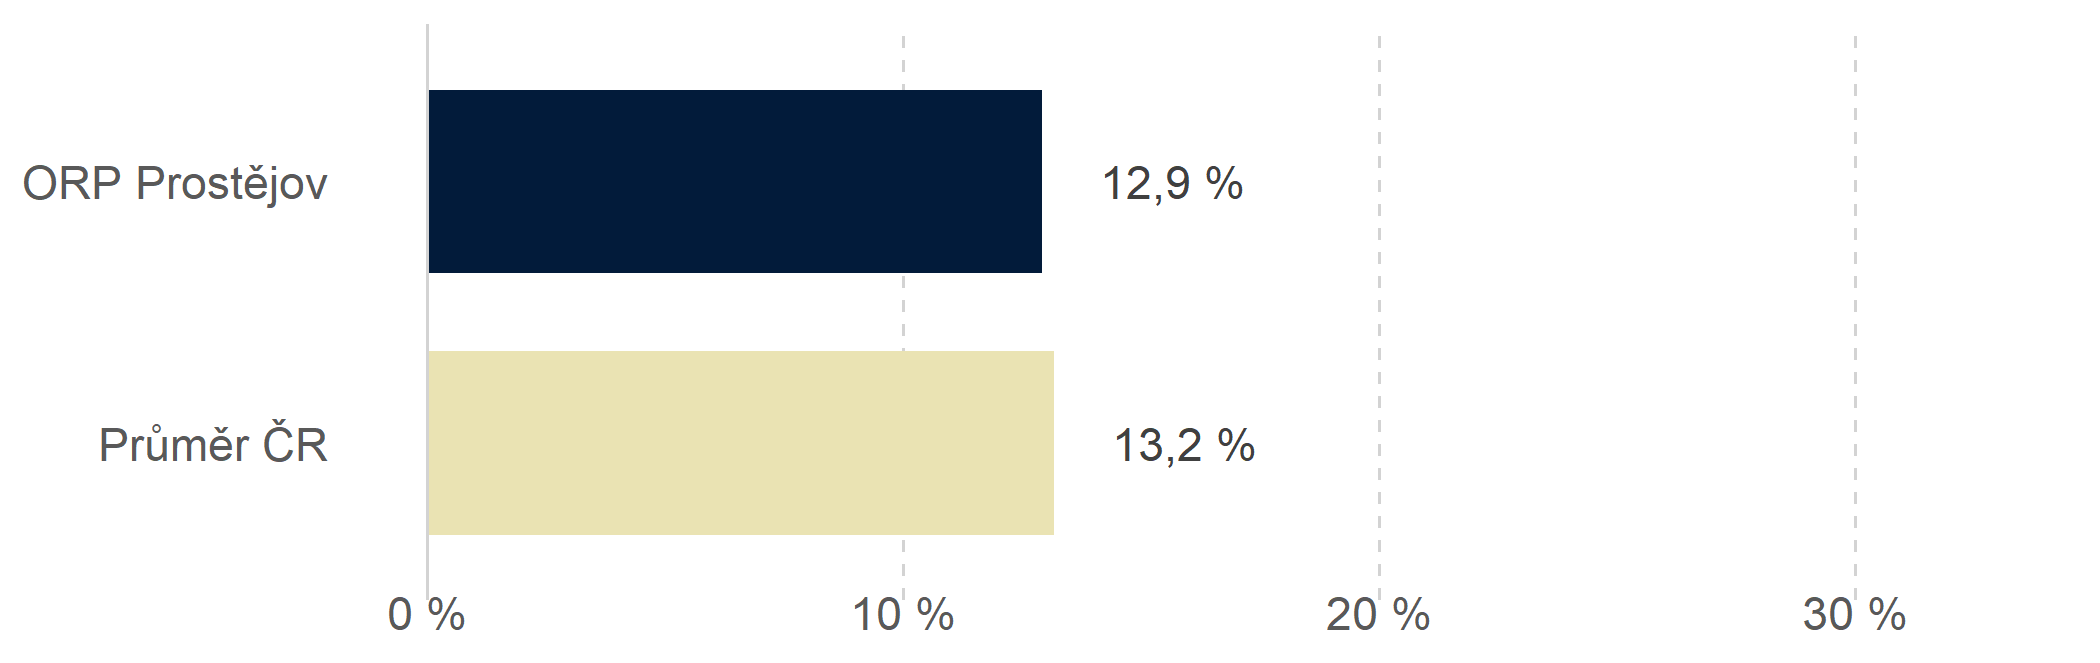 ORP Prostějov
12,9 %
Průměr ČR
13,2 %
0 % 10 % 20 % 30 %